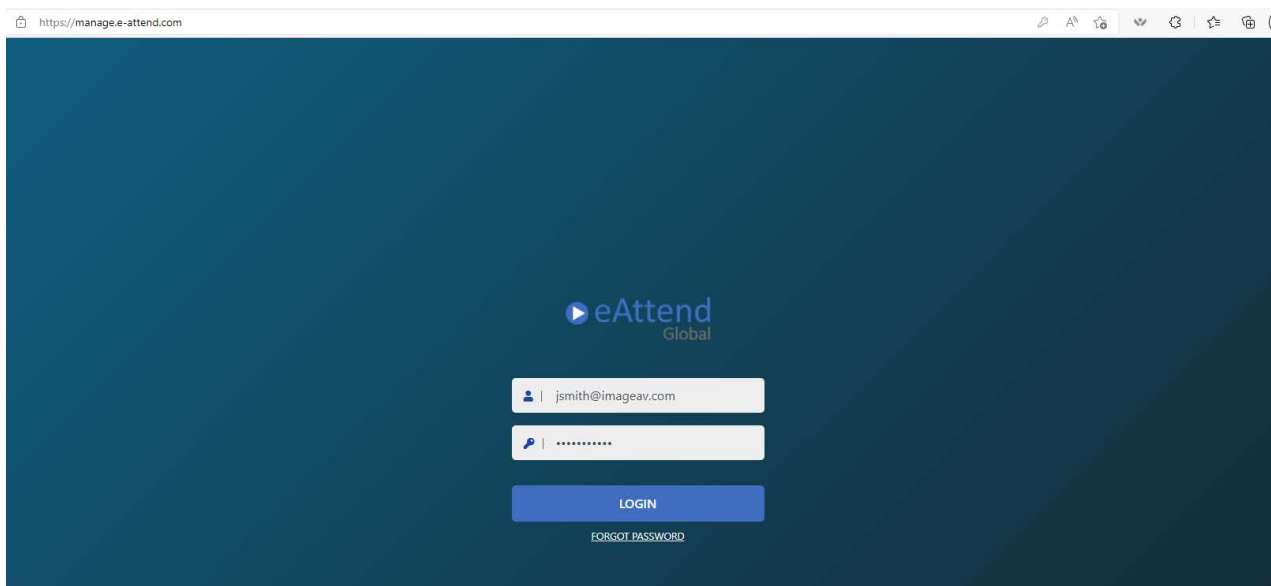 https://manage.e-attend.com
eAttend
Global
jsmith@imageav.com
•••••••••••
LOGIN
FORGOT PASSWORD